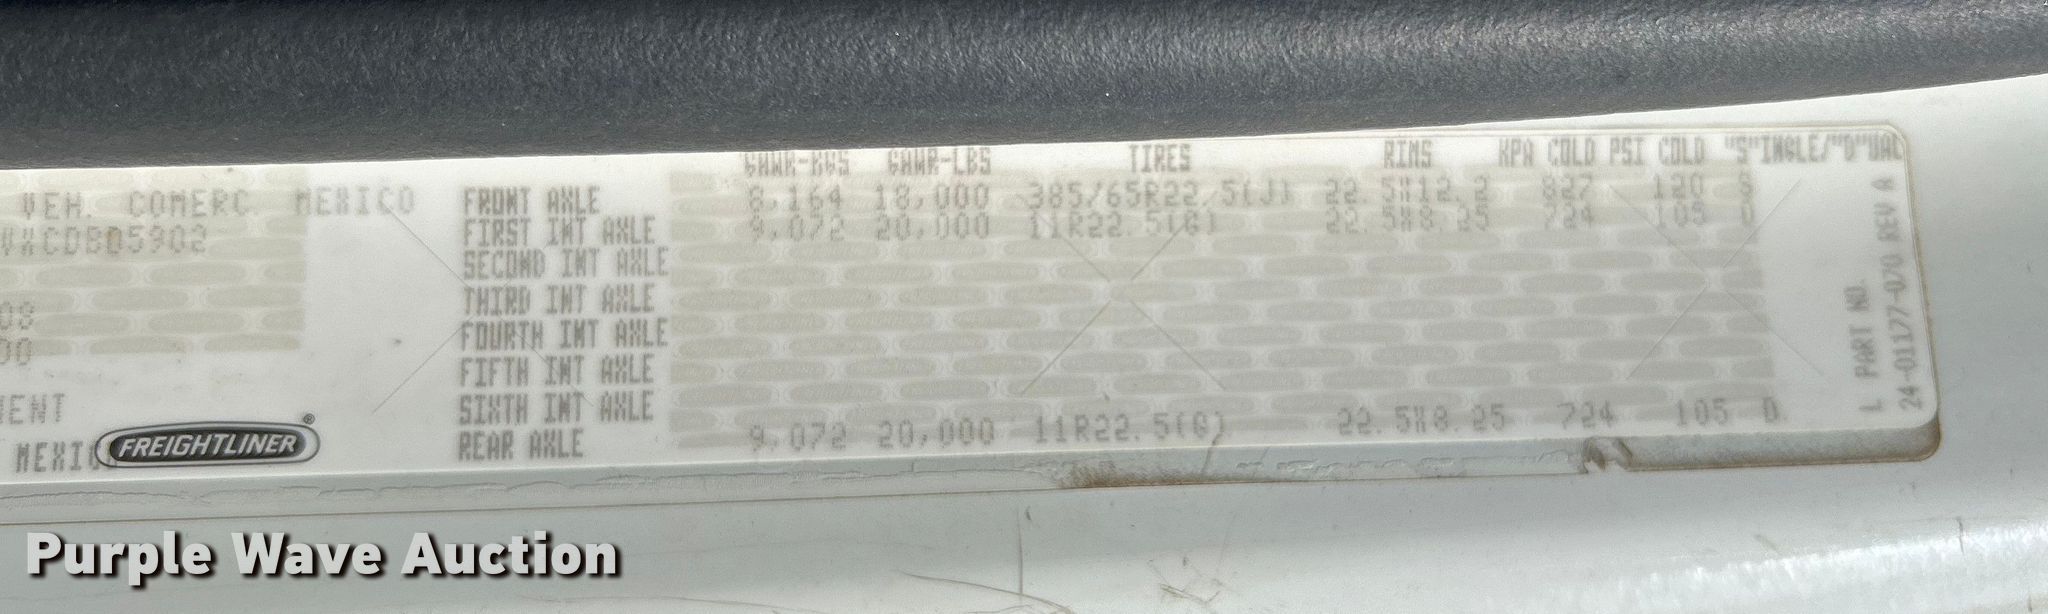 GAWR-KGS GAWR-LBS TIRES RIMS KPA COLD PSI COLD "S"INGLE/"D"UAL
VEH. COMERC. MEXICO
FRONT AXLE 8,164 18,000 385/65R22.5(J) 22.5X12.2 827 120 S
FIRST INT AXLE 9,072 20,000 11R22.5(G) 22.5X8.25 724 105 D
SECOND INT AXLE
THIRD INT AXLE
08
FOURTH INT AXLE
00
FIFTH INT AXLE
SIXTH INT AXLE
MEXICO
REAR AXLE 9,072 20,000 11R22.5(G) 22.5X8.25 724 105 D
FREIGHTLINER®
L PART NO.
24-01177-070 REV A
Purple Wave Auction